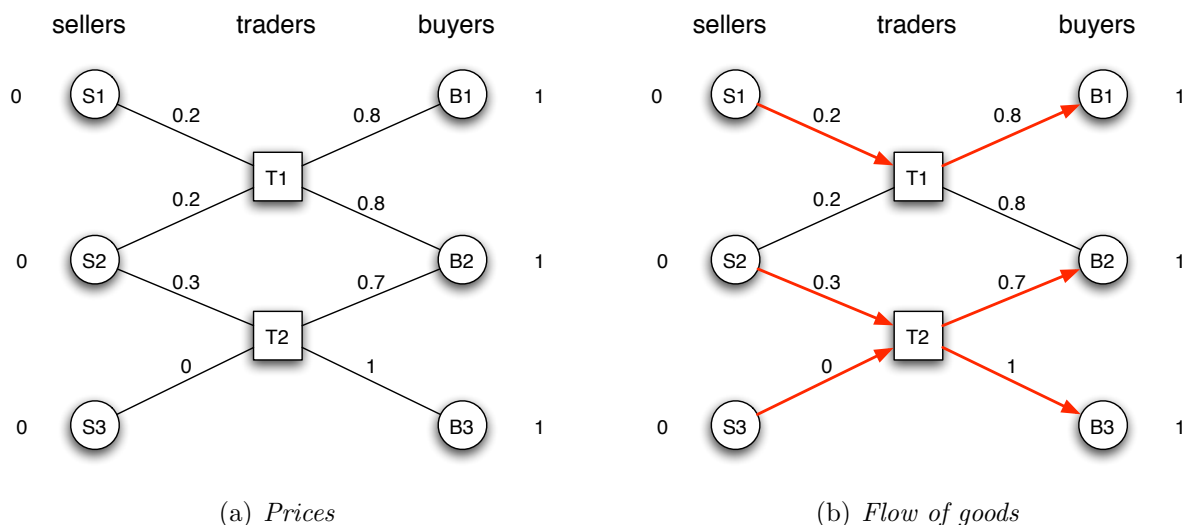 sellers traders buyers
0 S1 B1 1
0.2 0.8
T1
0.2 0.8
0 S2 B2 1
0.3 0.7
T2
0 1
0 S3 B3 1
(a) Prices
sellers traders buyers
0 S1 B1 1
0.2 0.8
T1
0.2 0.8
0 S2 B2 1
0.3 0.7
T2
0 1
0 S3 B3 1
(b) Flow of goods